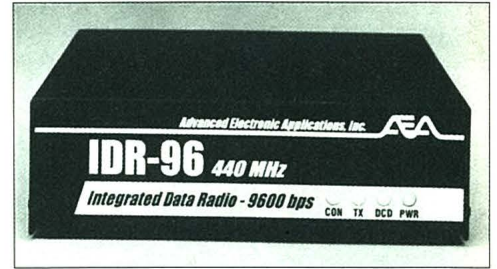 Advanced Electronic Applications, Inc. AEA
IDR-96 440 MHz
Integrated Data Radio - 9600 bps CON TX DCD PWR